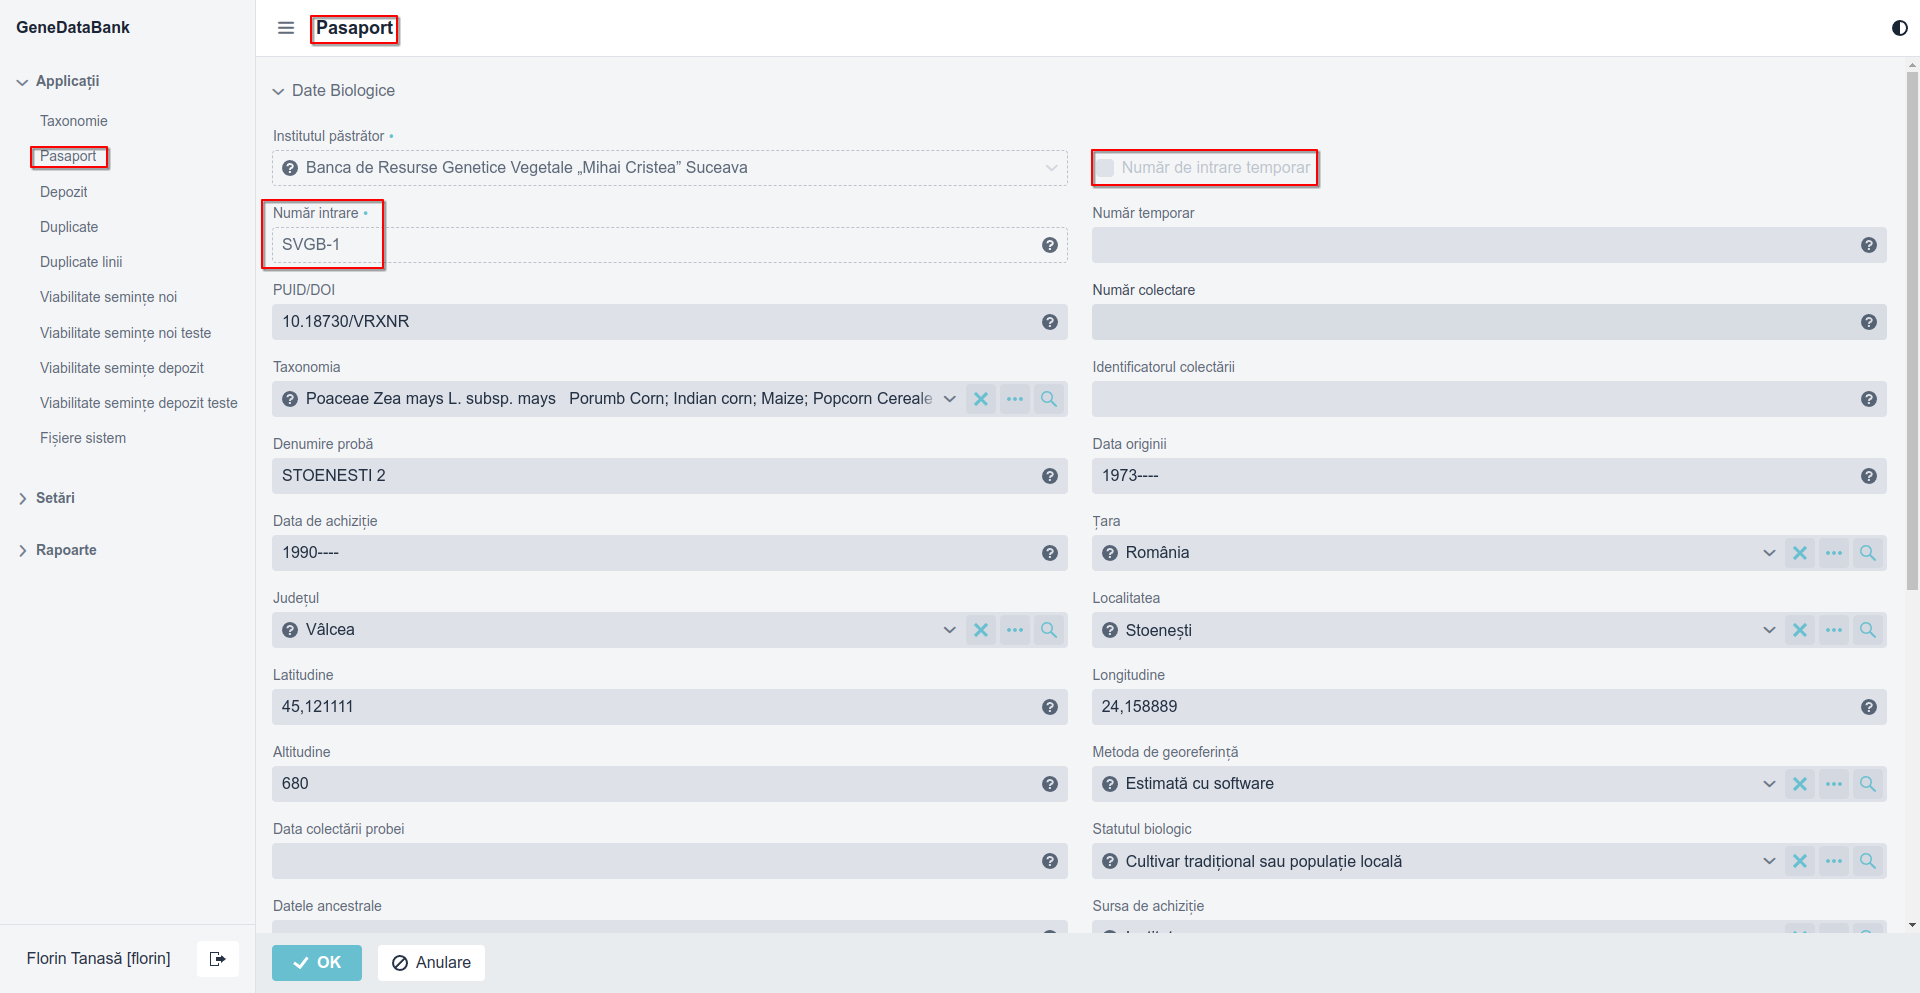 GeneDataBank
Pasaport
Applicații
Taxonomie
Pasaport
Depozit
Duplicate
Duplicate linii
Viabilitate semințe noi
Viabilitate semințe noi teste
Viabilitate semințe depozit
Viabilitate semințe depozit teste
Fișiere sistem
Setări
Rapoarte
Florin Tanasă [florin]
Date Biologice
Institutul păstrător •
Banca de Resurse Genetice Vegetale „Mihai Cristea” Suceava
Număr de intrare temporar
Număr intrare •
SVGB-1
Număr temporar
PUID/DOI
10.18730/VRXNR
Număr colectare
Taxonomia
Poaceae Zea mays L. subsp. mays Porumb Corn; Indian corn; Maize; Popcorn Cereale
Identificatorul colectării
Denumire probă
STOENESTI 2
Data originii
1973----
Data de achiziție
1990----
Țara
România
Județul
Vâlcea
Localitatea
Stoenești
Latitudine
45,121111
Longitudine
24,158889
Altitudine
680
Metoda de georeferință
Estimată cu software
Data colectării probei
Statutul biologic
Cultivar tradițional sau populație locală
Datele ancestrale
Sursa de achiziție
OK
Anulare